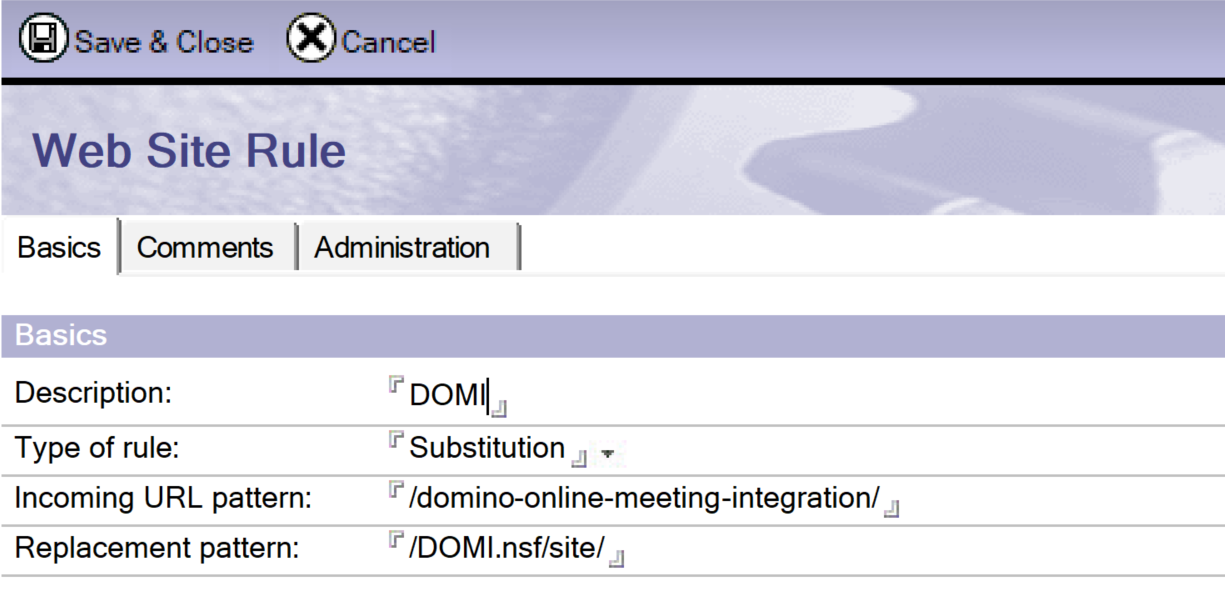 Save & Close Cancel
Web Site Rule
Basics Comments Administration
Basics
Description: DOMI
Type of rule: Substitution
Incoming URL pattern: /domino-online-meeting-integration/
Replacement pattern: /DOMI.nsf/site/